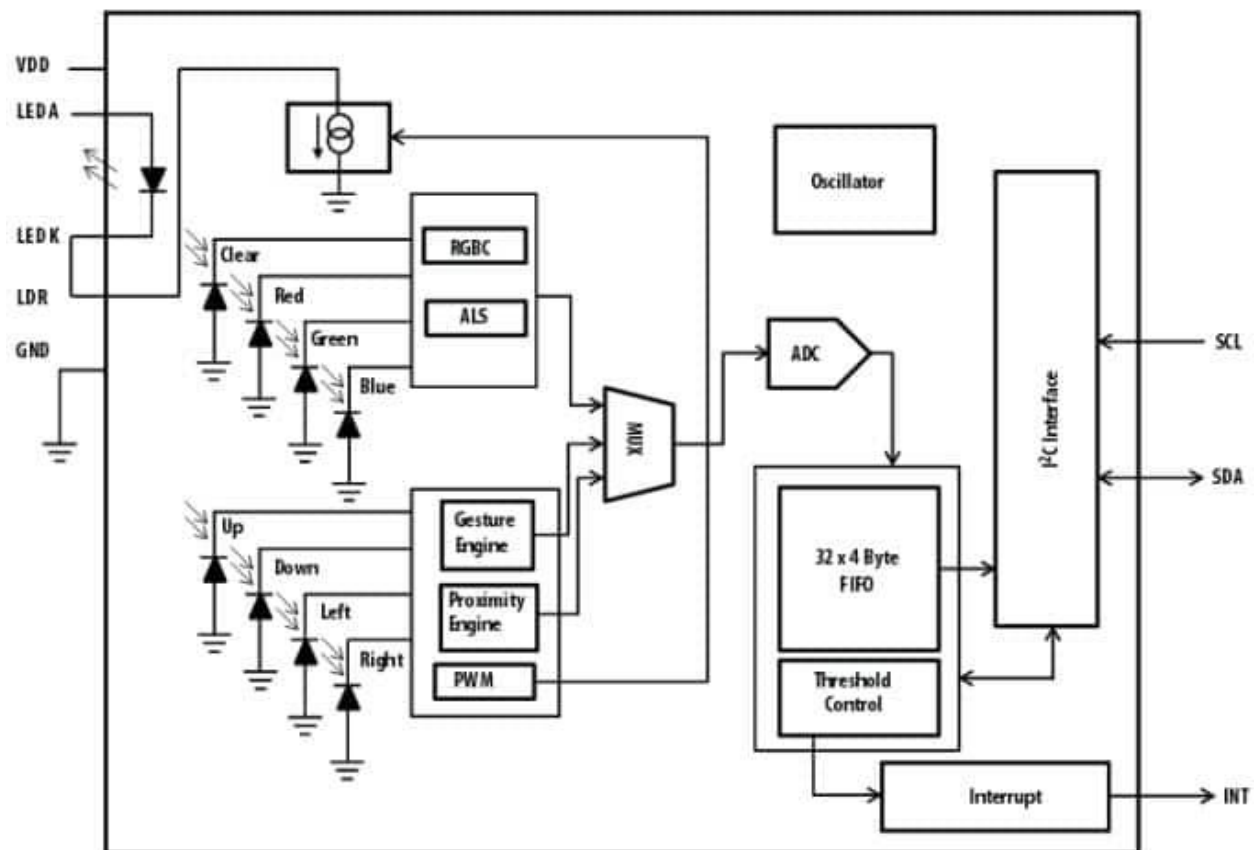 VDD
LEDA
LEDK
LDR
GND
Clear
Red
Green
Blue
RGBC
ALS
Up
Down
Left
Right
Gesture
Engine
Proximity
Engine
PWM
MUX
ADC
Oscillator
32 x 4 Byte
FIFO
Threshold
Control
I²C Interface
Interrupt
SCL
SDA
INT